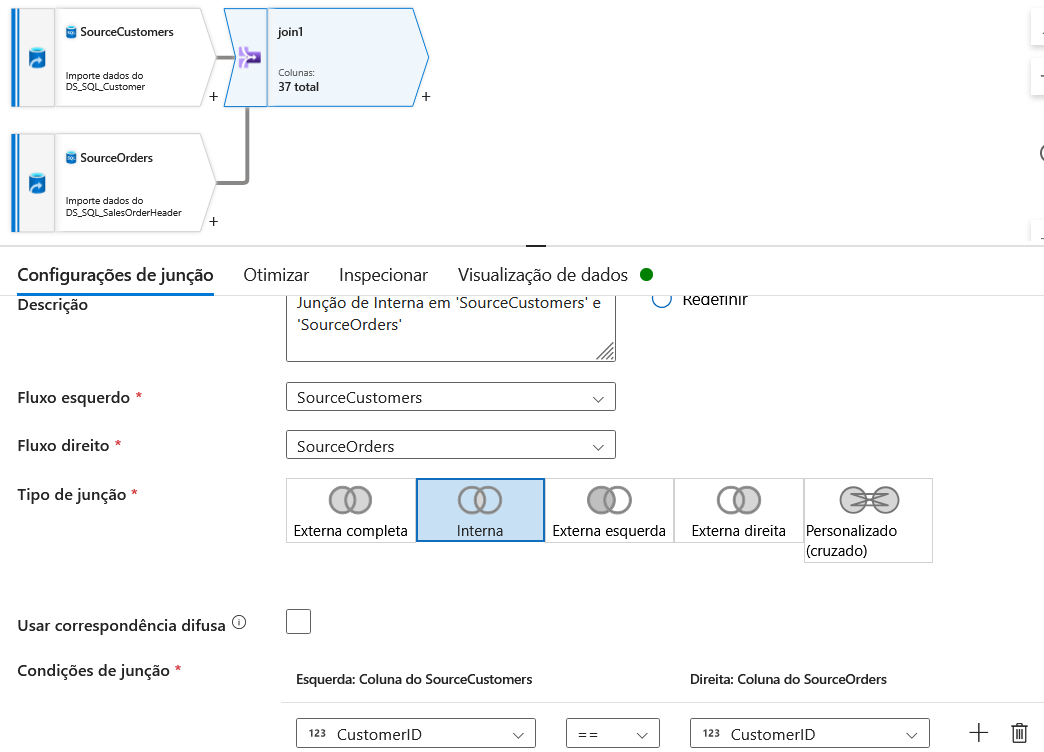 SourceCustomers
Importe dados do
DS_SQL_Customer
+
join1
Colunas:
37 total
+
SourceOrders
Importe dados do
DS_SQL_SalesOrderHeader
+
Configurações de junção Otimizar Inspecionar Visualização de dados
Descrição
Junção de Interna em 'SourceCustomers' e
'SourceOrders'
Redefinir
Fluxo esquerdo *
SourceCustomers
Fluxo direito *
SourceOrders
Tipo de junção *
Externa completa
Interna
Externa esquerda
Externa direita
Personalizado
(cruzado)
Usar correspondência difusa
Condições de junção *
Esquerda: Coluna do SourceCustomers
Direita: Coluna do SourceOrders
123 CustomerID
==
123 CustomerID